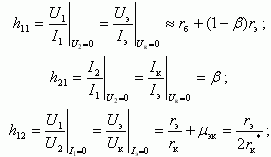 h₁₁ = U₁/I₁ |U₂=0 = Uэ/Iэ |Uк=0 ≈ rб + (1 − β)rэ ;
h₂₁ = I₂/I₁ |U₂=0 = Iк/Iэ |Uк=0 = β ;
h₁₂ = U₁/U₂ |I₁=0 = Uэ/Uк |Iэ=0 = rэ/rк + μэк = rэ/2rк* ;